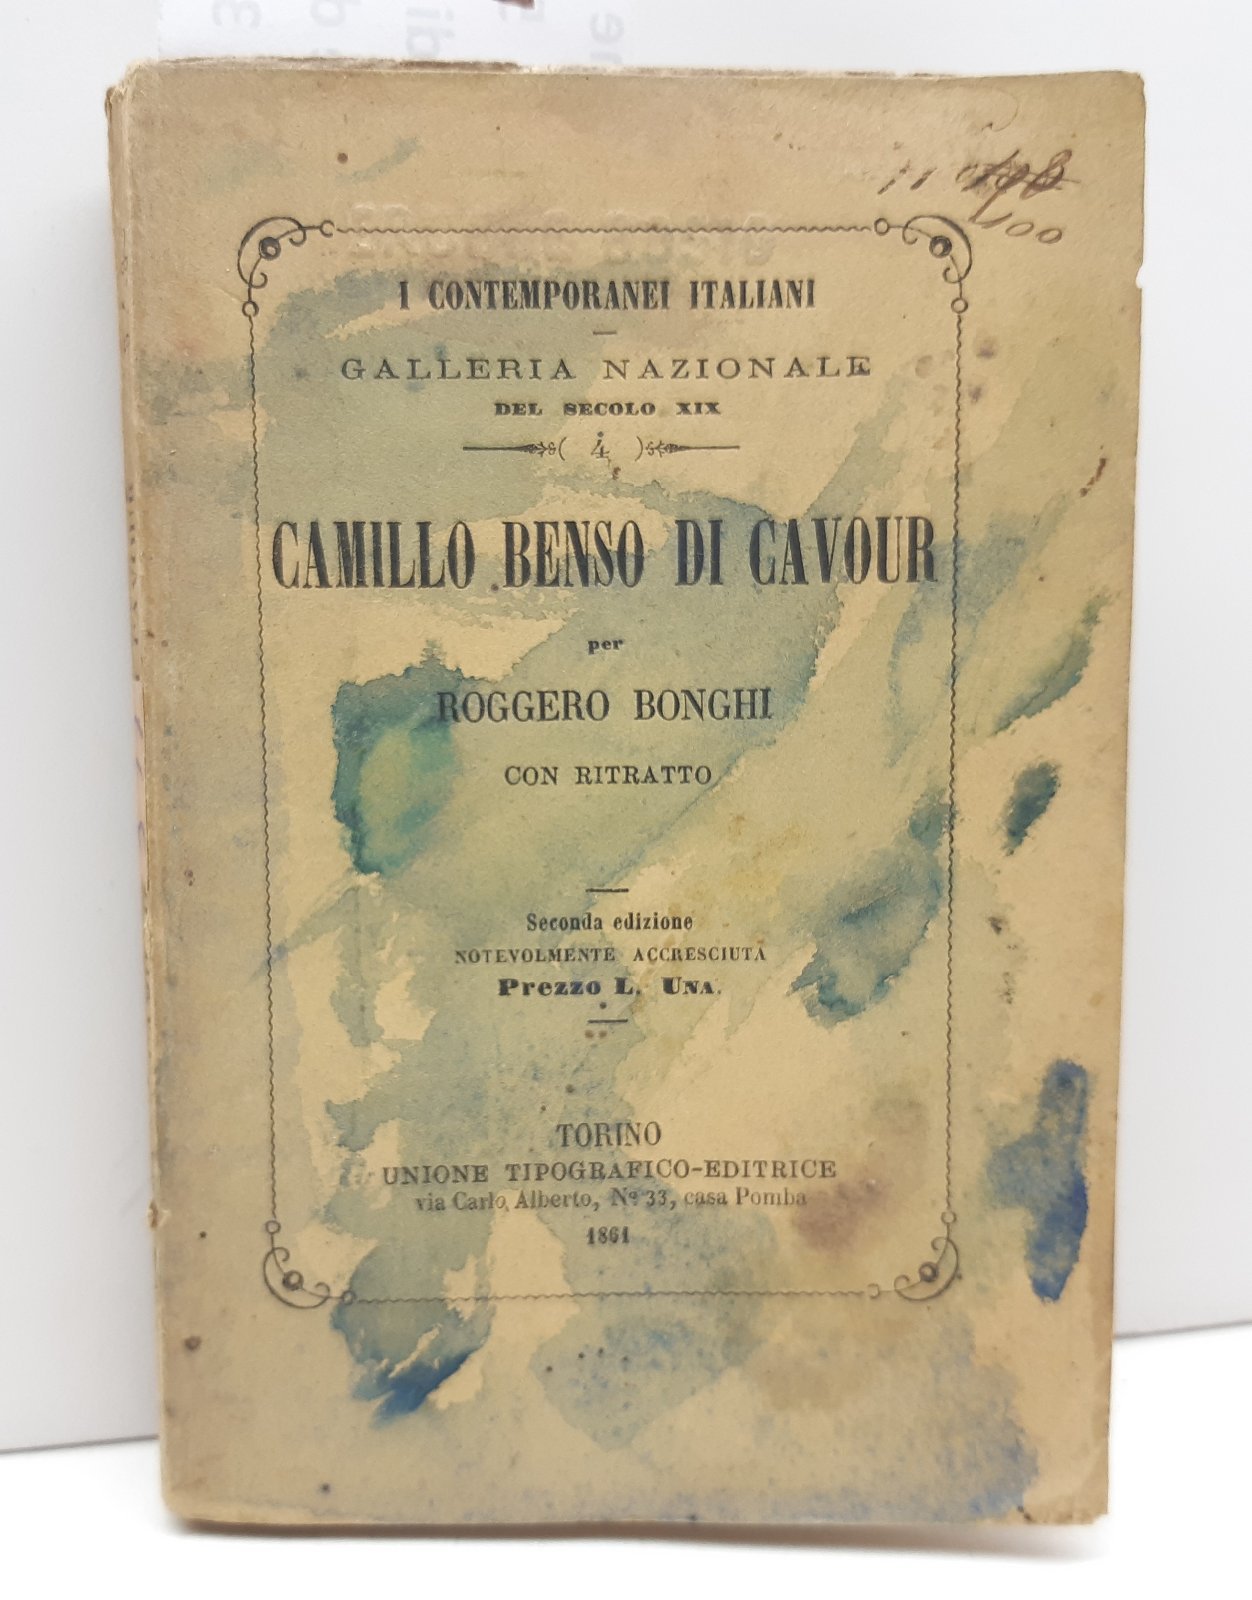 I CONTEMPORANEI ITALIANI
GALLERIA NAZIONALE
DEL SECOLO XIX
4
CAMILLO BENSO DI CAVOUR
per
ROGGERO BONGHI
CON RITRATTO
Seconda edizione
NOTEVOLMENTE ACCRESCIUTA
Prezzo L. UNA.
TORINO
UNIONE TIPOGRAFICO-EDITRICE
via Carlo Alberto, Nº 33, casa Pomba
1861